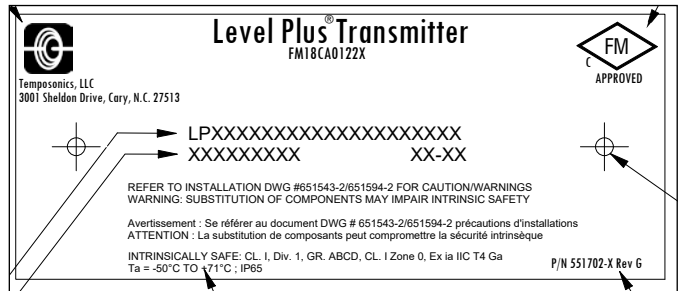 Level Plus® Transmitter
FM18CA0122X
FM
C
APPROVED
Temposonics, LLC
3001 Sheldon Drive, Cary, N.C. 27513
LPXXXXXXXXXXXXXXXXXXXX
XXXXXXXXX XX-XX
REFER TO INSTALLATION DWG #651543-2/651594-2 FOR CAUTION/WARNINGS
WARNING: SUBSTITUTION OF COMPONENTS MAY IMPAIR INTRINSIC SAFETY
Avertissement : Se référer au document DWG # 651543-2/651594-2 précautions d'installations
ATTENTION : La substitution de composants peut compromettre la sécurité intrinsèque
INTRINSICALLY SAFE: CL. I, Div. 1, GR. ABCD, CL. I Zone 0, Ex ia IIC T4 Ga
Ta = -50°C TO +71°C ; IP65
P/N 551702-X Rev G